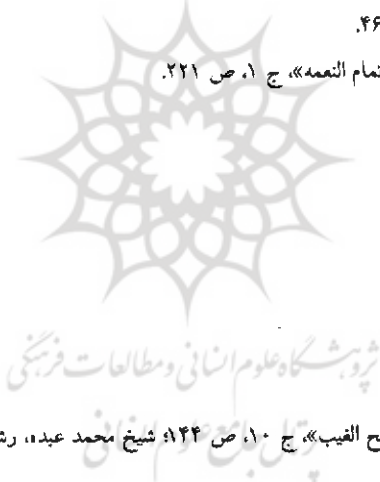 ۴۶.
تمام النعمه»، ج ۱، ص ۲۲۱.
پژوهشگاه علوم انسانی و مطالعات فرهنگی
ح الغیب»، ج ۱۰، ص ۱۴۴؛ شیخ محمد عبده، رش
پرتال جامع علوم انسانی